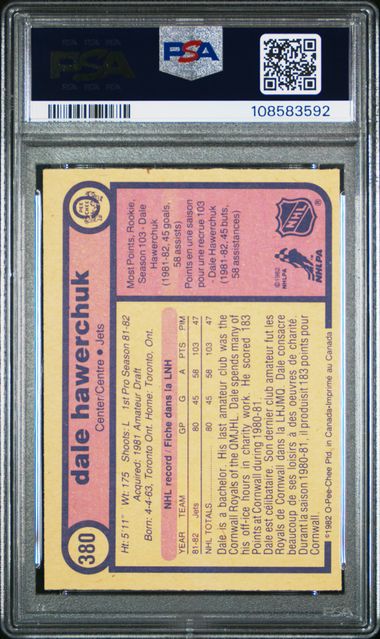 PSA
PSA
108583592
380
dale hawerchuk
Center/Centre • Jets
O PEE CHEE
Ht: 5'11" Wt: 175 Shoots: L 1st Pro Season 81-82
Acquired: 1981 Amateur Draft
Born: 4-4-63, Toronto Ont. Home: Toronto, Ont.
NHL record / Fiche dans la LNH
YEAR TEAM GP G A PTS PIM
81-82 Jets 80 45 58 103 47
NHL TOTALS 80 45 58 103 47
Most Points, Rookie,
Season 103 - Dale
Hawerchuk
(1981-82, 45 goals,
58 assists)
Points en une saison
pour une recrue 103
Dale Hawerchuk
(1981-82, 45 buts,
58 assistances)
NHL
®
©1982
NHLPA
NHLPA
Dale is a bachelor. His last amateur club was the
Cornwall Royals of the QMJHL. Dale spends many of
his off-ice hours in charity work. He scored 183
Points at Cornwall during 1980-81.
Dale est célibataire. Son dernier club amateur fut les
Royals de Cornwall dans la LHJMQ. Dale consacre
beaucoup de ses loisirs à des oeuvres de charité.
Durant la saison 1980-81, il produisit 183 points pour
Cornwall.
©1982 O-Pee-Chee Ptd. in Canada-Imprimé au Canada